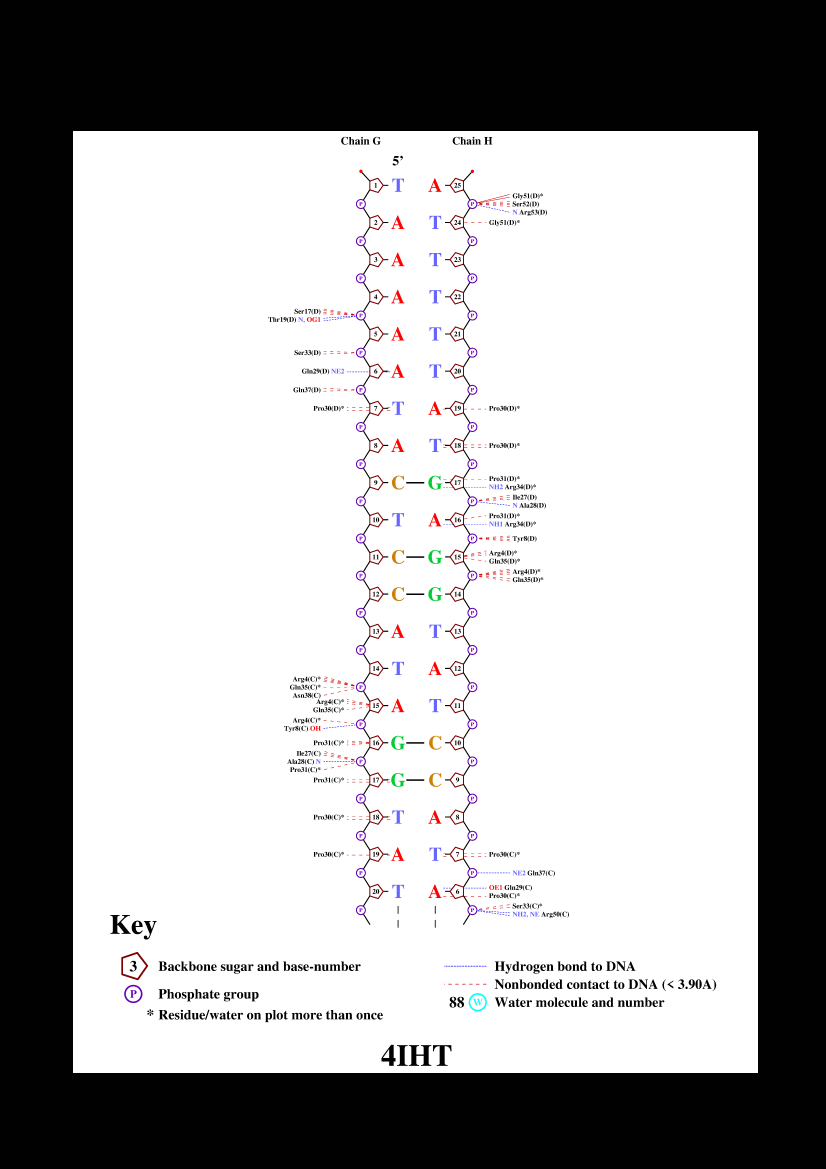 Chain G Chain H
5'
1 T A 25
Gly51(D)*
P P Ser52(D)
N Arg53(D)
2 A T 24 Gly51(D)*
P P
3 A T 23
P P
4 A T 22
Ser17(D)
P P
Thr19(D) N, OG1
5 A T 21
Ser33(D) P P
Gln29(D) NE2 6 A T 20
Gln37(D) P P
Pro30(D)* 7 T A 19 Pro30(D)*
P P
8 A T 18 Pro30(D)*
P P
Pro31(D)*
9 C G 17
NH2 Arg34(D)*
Ile27(D)
P P
N Ala28(D)
Pro31(D)*
10 T A 16
NH1 Arg34(D)*
P P Tyr8(D)
Arg4(D)*
11 C G 15
Gln35(D)*
Arg4(D)*
P P
Gln35(D)*
12 C G 14
P P
13 A T 13
P P
14 T A 12
Arg4(C)*
Gln35(C)* P P
Asn38(C)
Arg4(C)*
15 A T 11
Gln35(C)*
Arg4(C)*
P P
Tyr8(C) OH
Pro31(C)* 16 G C 10
Ile27(C)
Ala28(C) N P P
Pro31(C)*
Pro31(C)* 17 G C 9
P P
Pro30(C)* 18 T A 8
P P
Pro30(C)* 19 A T 7 Pro30(C)*
P P NE2 Gln37(C)
OE1 Gln29(C)
20 T A 6
Pro30(C)*
Ser33(C)*
P P
NH2, NE Arg50(C)
Key
3 Backbone sugar and base-number
P Phosphate group
* Residue/water on plot more than once
Hydrogen bond to DNA
Nonbonded contact to DNA (< 3.90A)
88 W Water molecule and number
4IHT